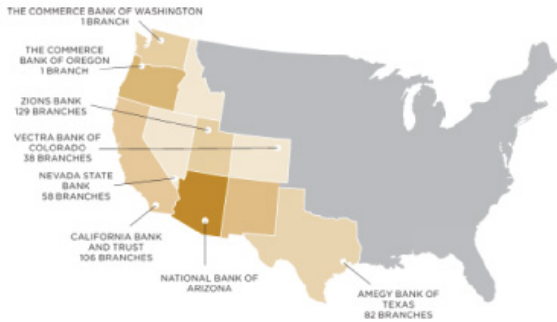 THE COMMERCE BANK OF WASHINGTON
1 BRANCH
THE COMMERCE
BANK OF OREGON
1 BRANCH
ZIONS BANK
129 BRANCHES
VECTRA BANK OF
COLORADO
38 BRANCHES
NEVADA STATE
BANK
58 BRANCHES
CALIFORNIA BANK
AND TRUST
106 BRANCHES
NATIONAL BANK OF
ARIZONA
AMEGY BANK OF
TEXAS
82 BRANCHES